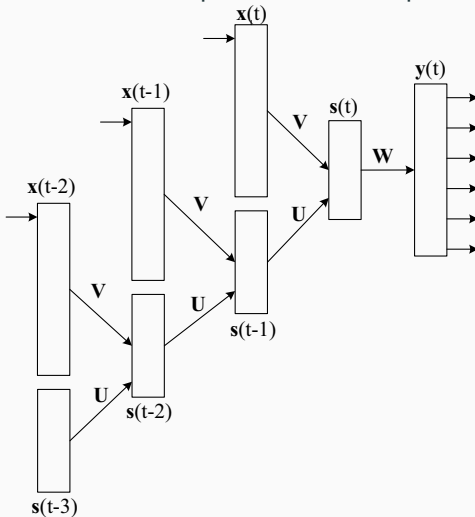 x(t)
y(t)
x(t-1)
s(t)
V
W
x(t-2)
V
U
V
U
s(t-1)
U
s(t-2)
s(t-3)